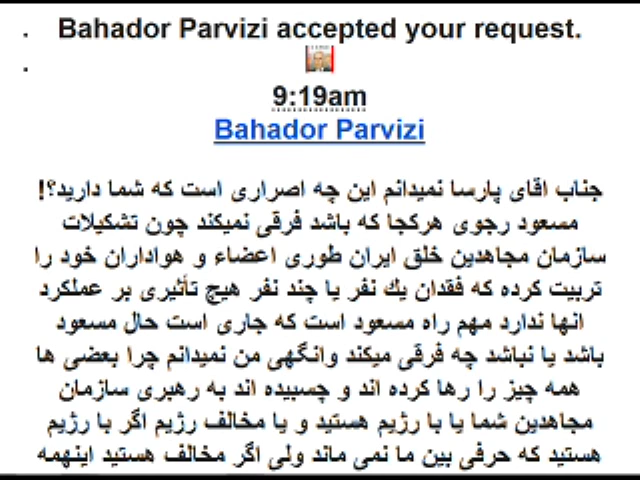 Bahador Parvizi accepted your request.
9:19am
Bahador Parvizi
جناب اقای پارسا نمیدانم این چه اصراری است که شما دارید؟!
مسعود رجوی هرکجا که باشد فرقی نمیکند چون تشکیلات
سازمان مجاهدین خلق ایران طوری اعضاء و هواداران خود را
تربیت کرده که فقدان یك نفر یا چند نفر هیچ تأثیری بر عملکرد
انها ندارد مهم راه مسعود است که جاری است حال مسعود
باشد یا نباشد چه فرقی میکند وانگهی من نمیدانم چرا بعضی ها
همه چیز را رها کرده اند و چسبیده اند به رهبری سازمان
مجاهدین شما یا با رژیم هستید و یا مخالف رژیم اگر با رژیم
هستید که حرفی بین ما نمی ماند ولی اگر مخالف هستید اینهمه